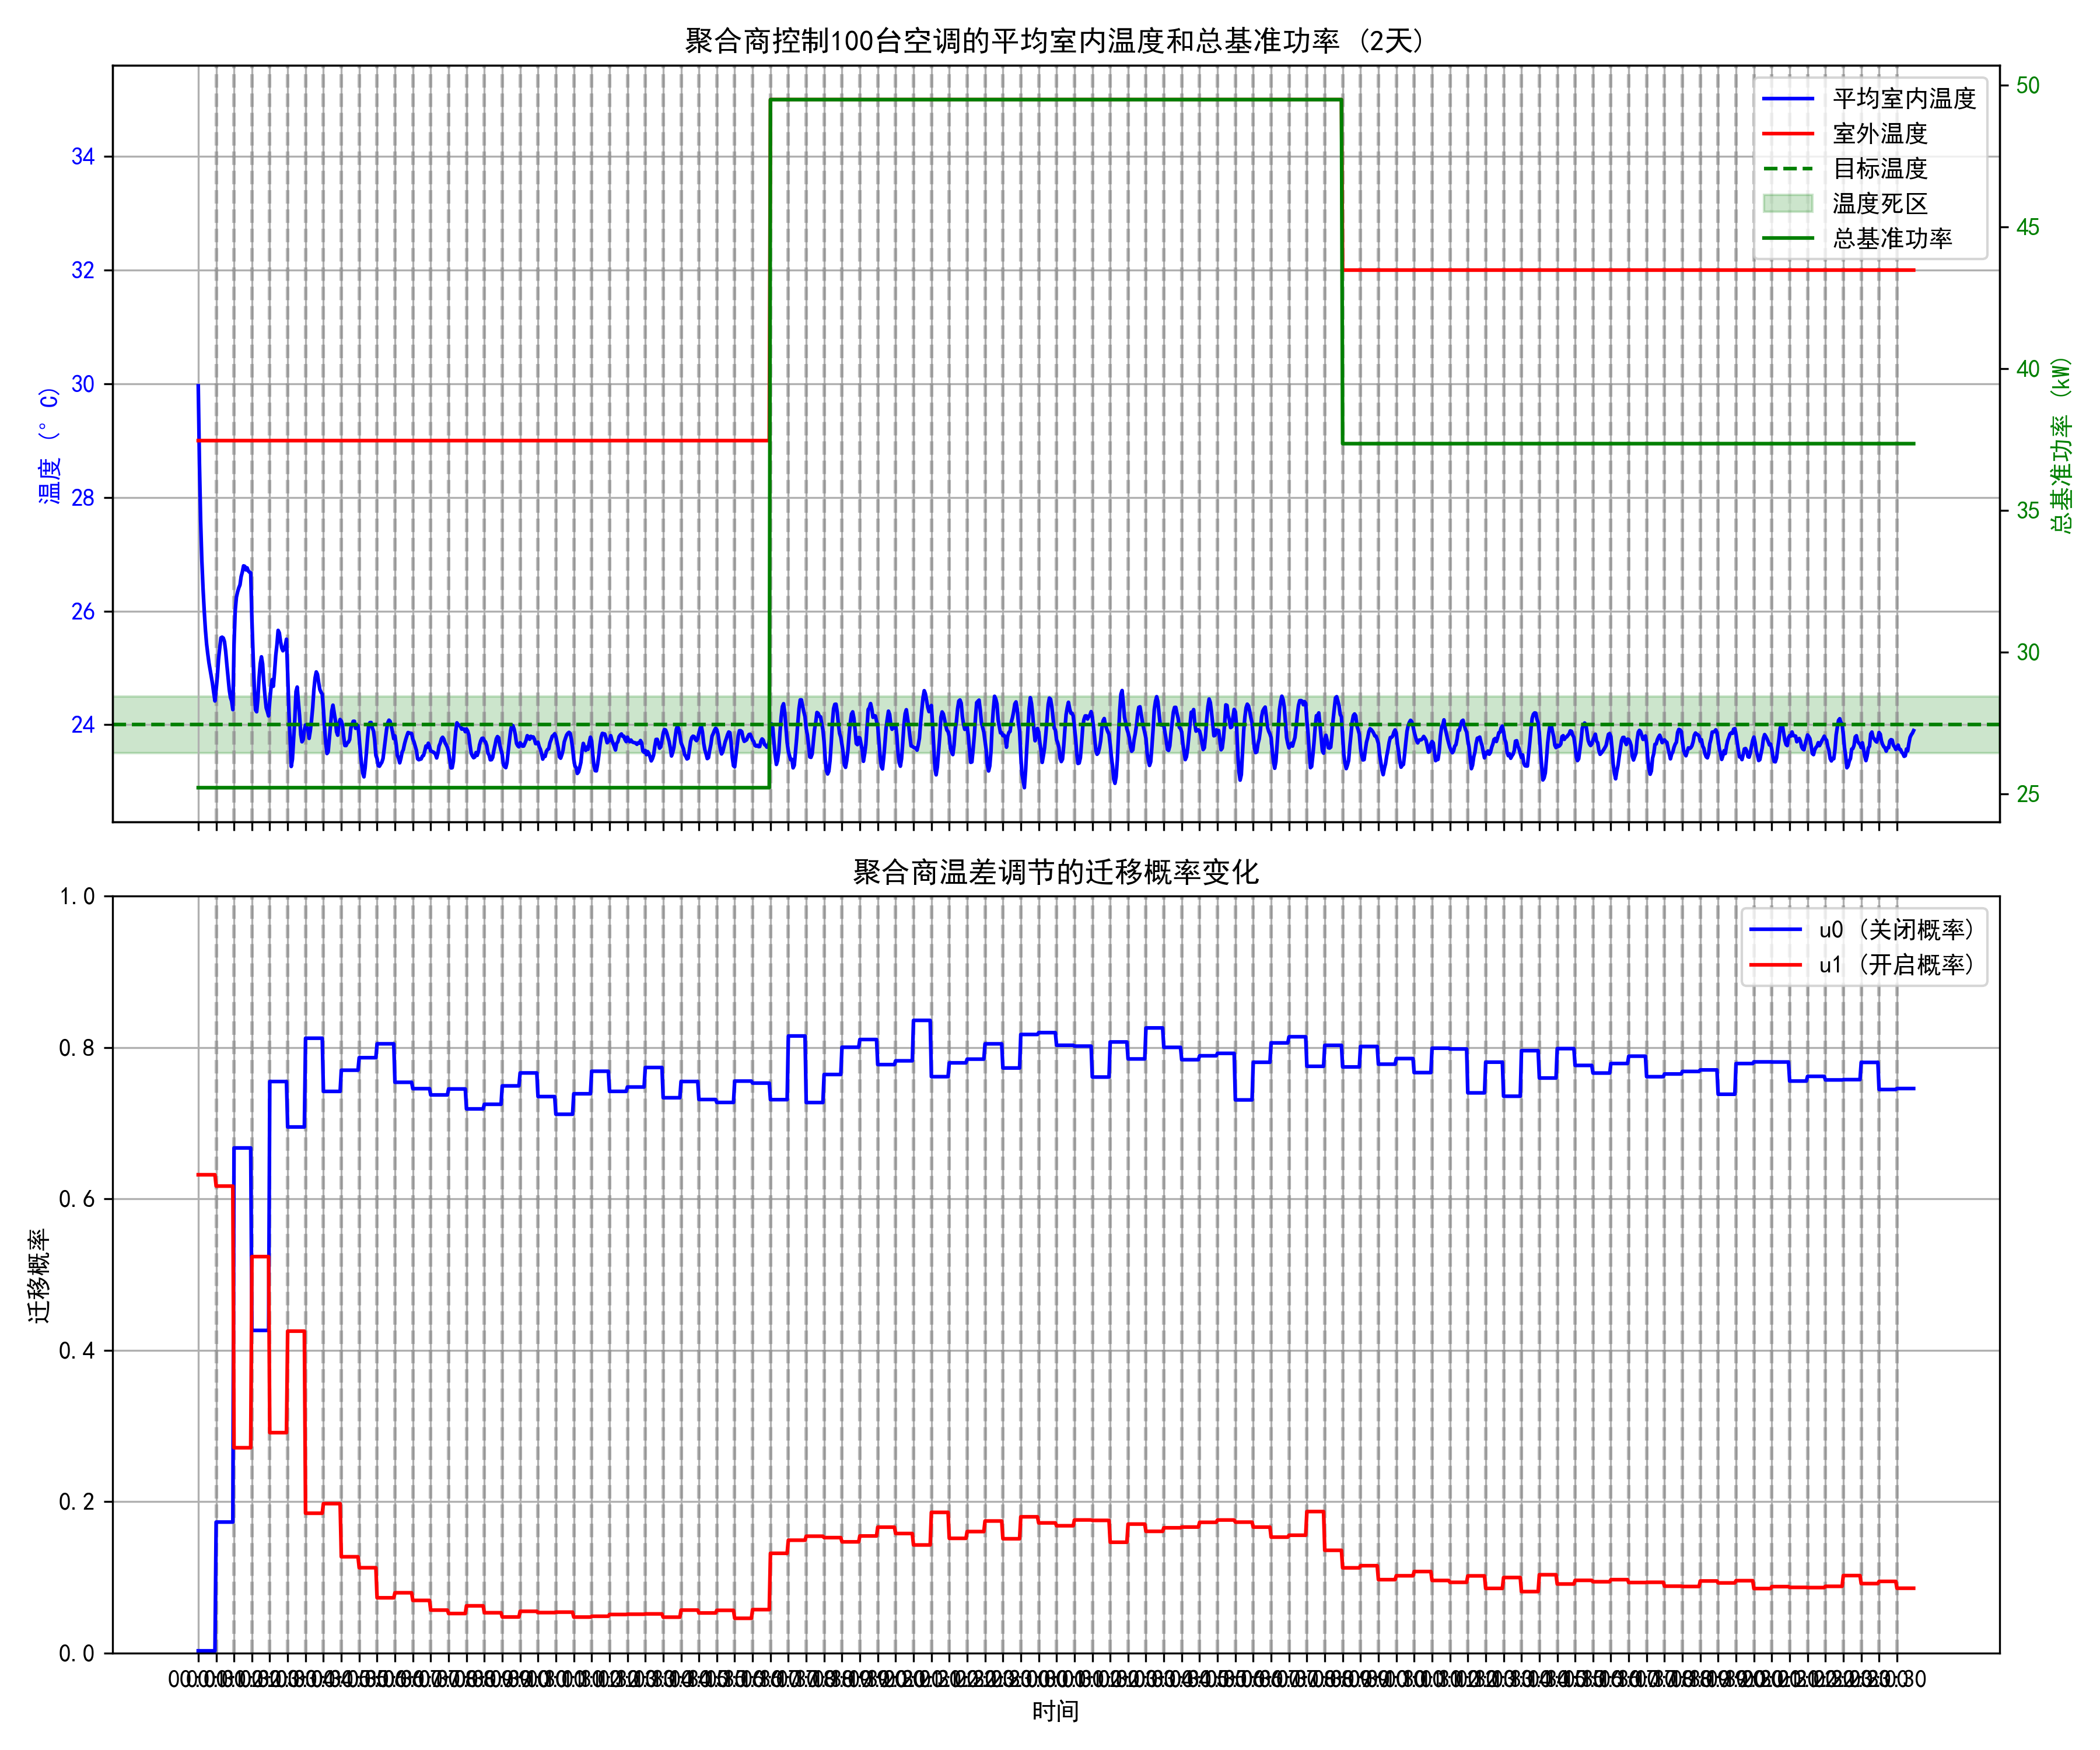 聚合商控制100台空调的平均室内温度和总基准功率 (2天)
平均室内温度
室外温度
目标温度
温度死区
总基准功率
温度 (°C)
34
32
30
28
26
24
总基准功率 (kW)
50
45
40
35
30
25
聚合商温差调节的迁移概率变化
u0 (关闭概率)
u1 (开启概率)
迁移概率
1.0
0.8
0.6
0.4
0.2
0.0
时间